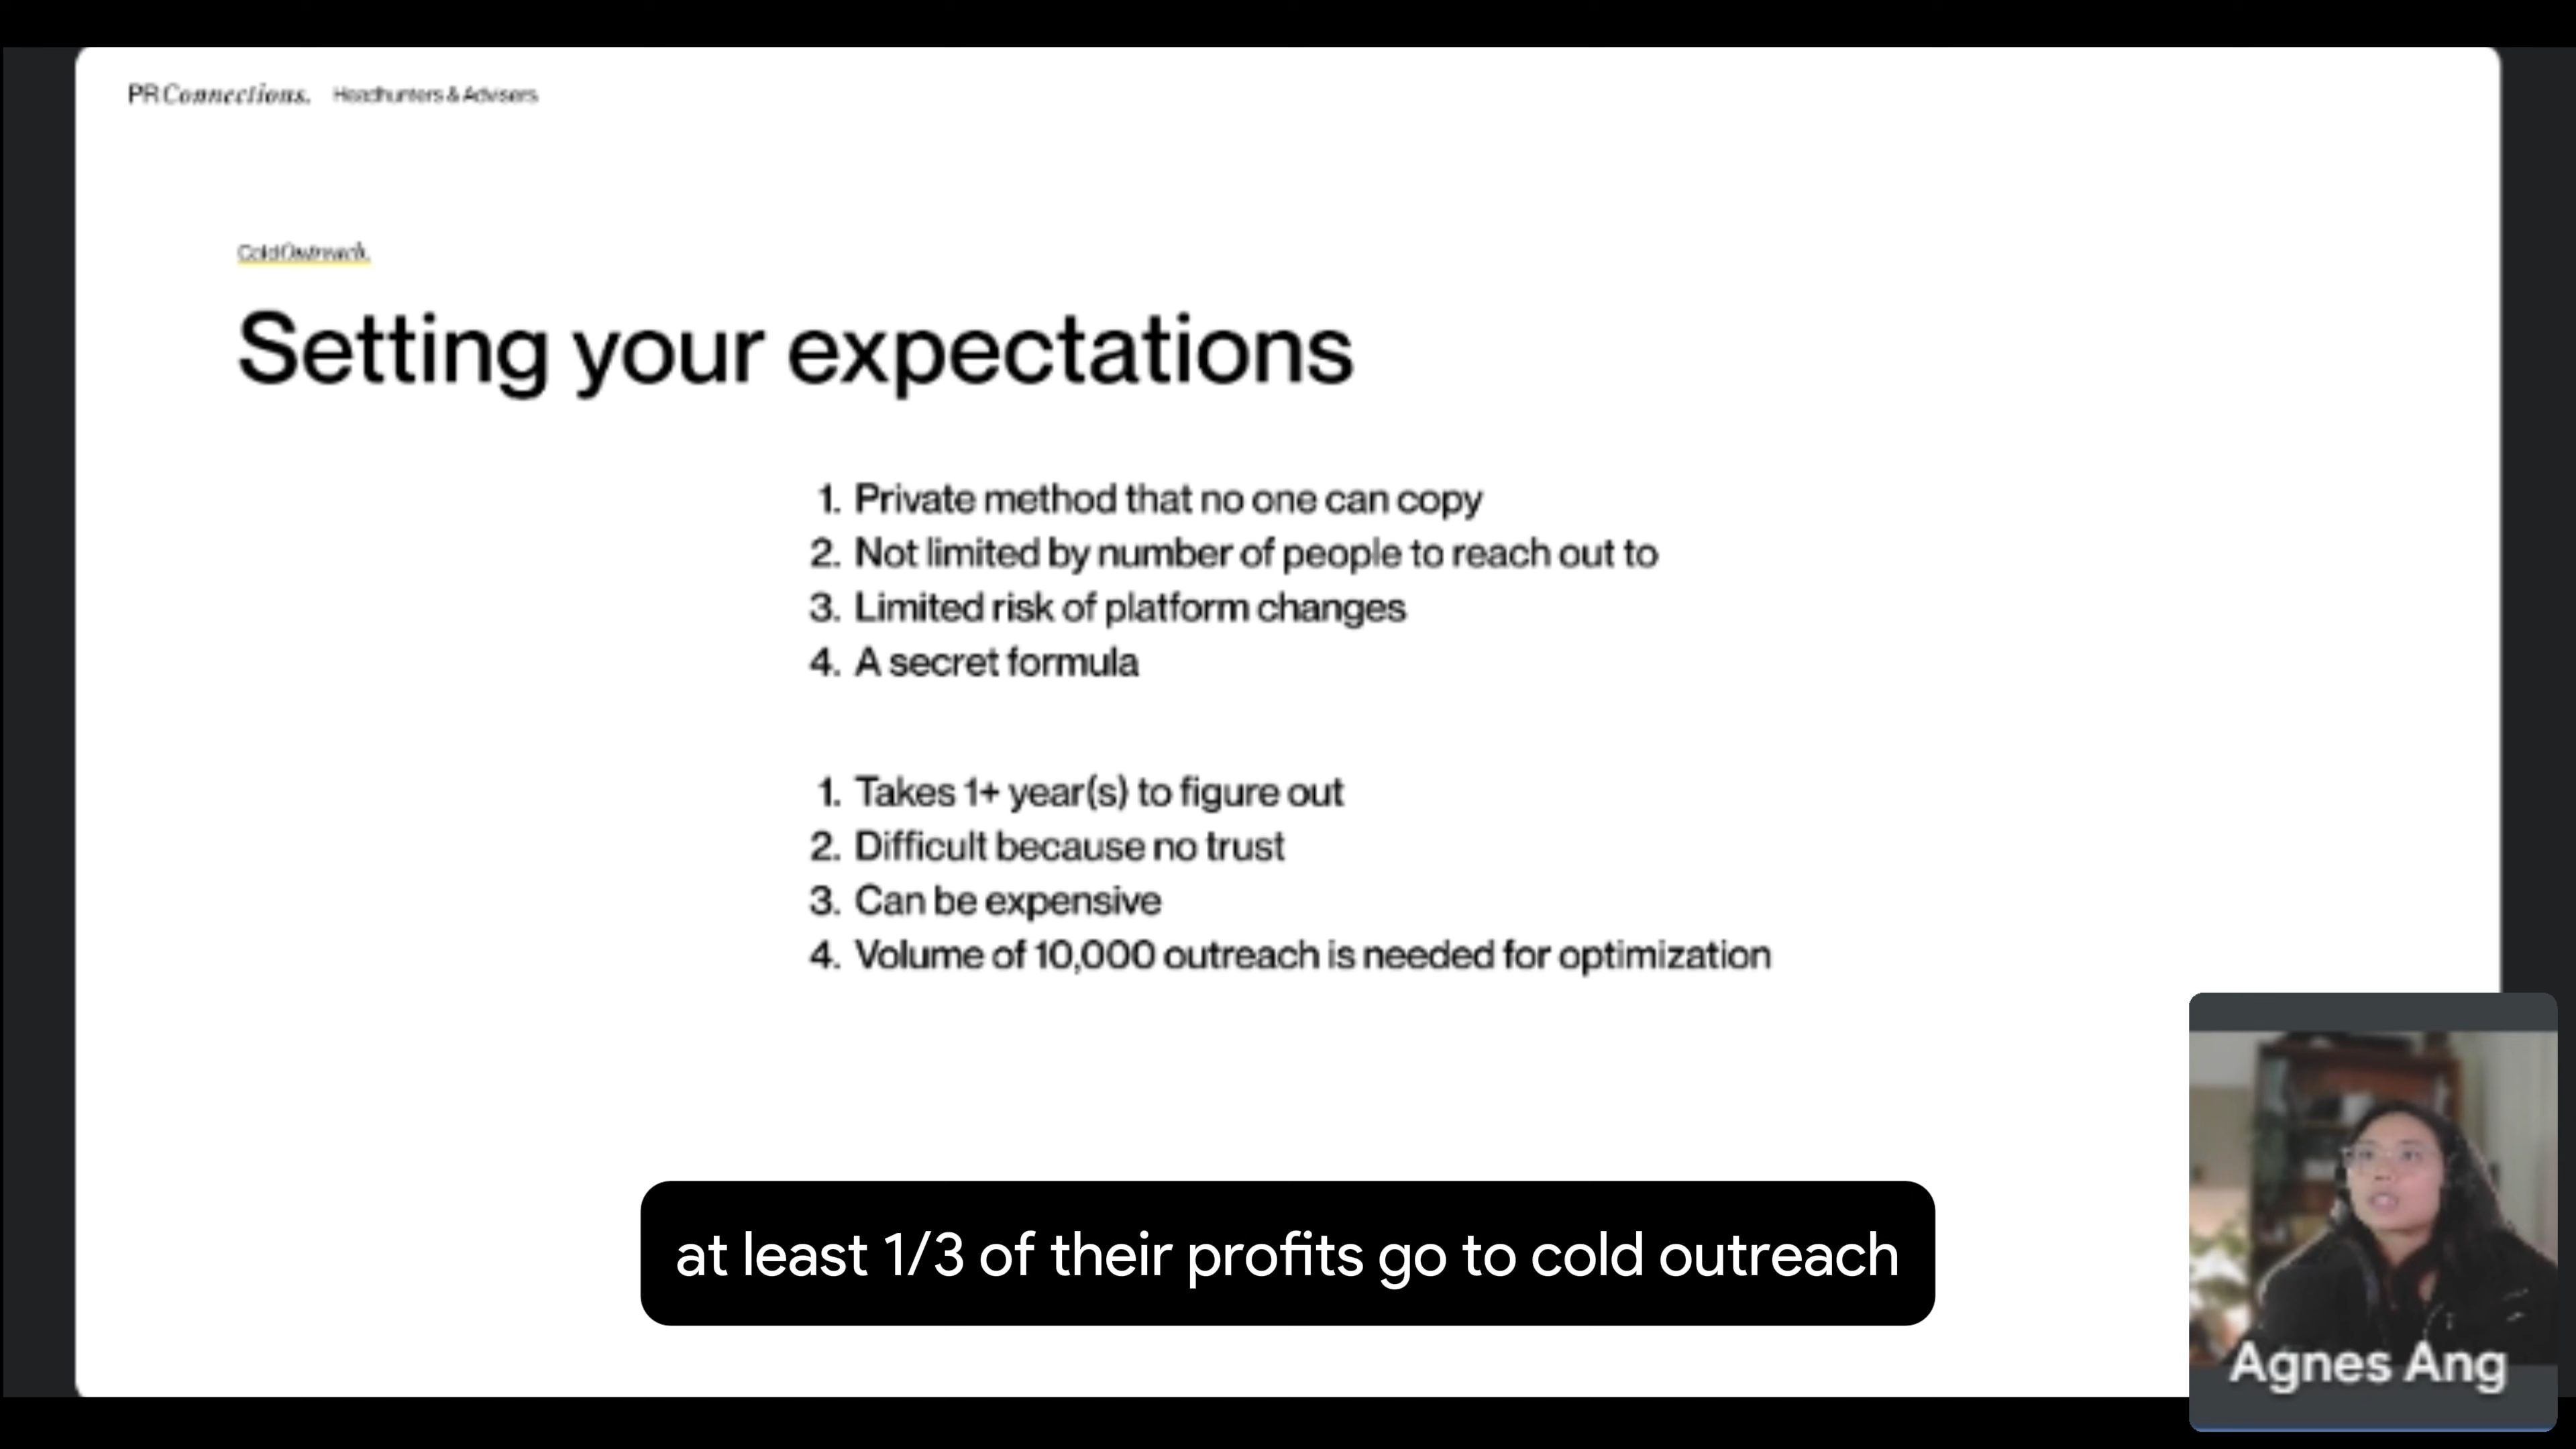 PR Connections. Headhunters & Advisers
Cold Outreach.
Setting your expectations
1. Private method that no one can copy
2. Not limited by number of people to reach out to
3. Limited risk of platform changes
4. A secret formula
1. Takes 1+ year(s) to figure out
2. Difficult because no trust
3. Can be expensive
4. Volume of 10,000 outreach is needed for optimization
at least 1/3 of their profits go to cold outreach
Agnes Ang